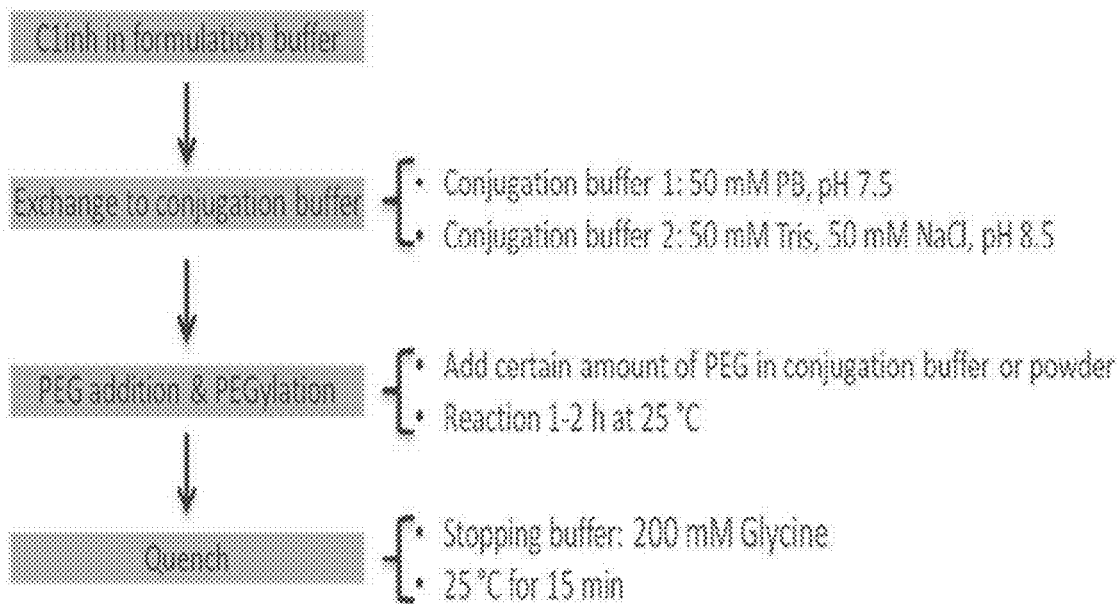 C1inh in formulation buffer
Exchange to conjugation buffer
• Conjugation buffer 1: 50 mM PB, pH 7.5
• Conjugation buffer 2: 50 mM Tris, 50 mM NaCl, pH 8.5
PEG addition & PEGylation
• Add certain amount of PEG in conjugation buffer or powder
• Reaction 1-2 h at 25 °C
Quench
• Stopping buffer: 200 mM Glycine
• 25 °C for 15 min